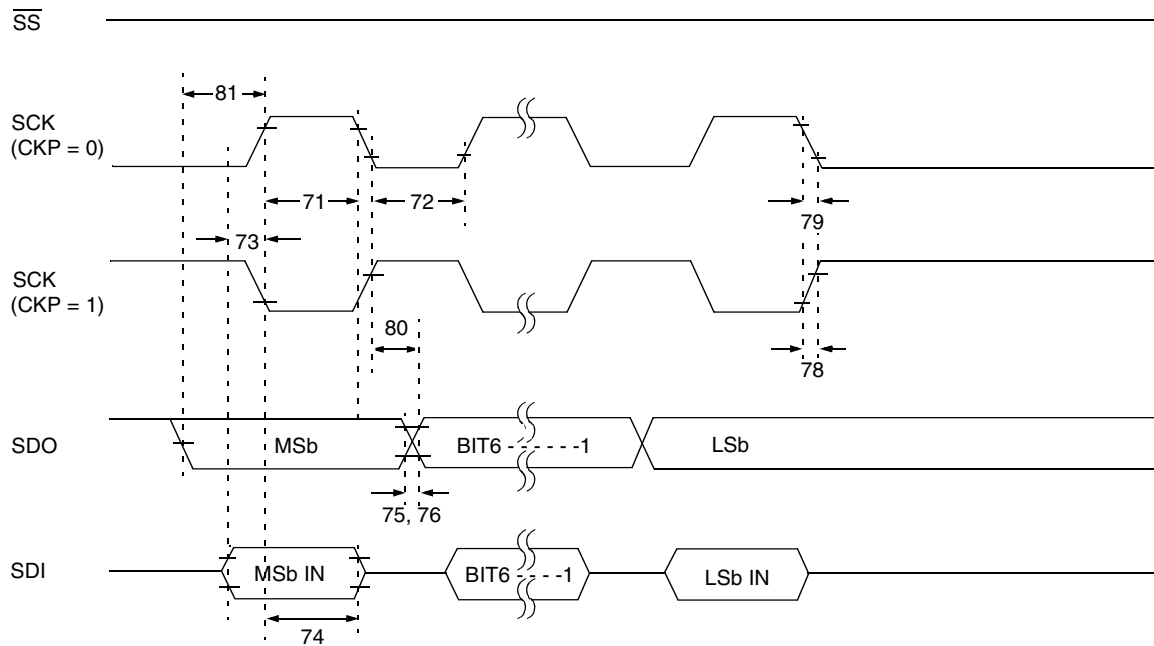 SS
81
SCK
(CKP = 0)
71
72
79
73
SCK
(CKP = 1)
80
78
SDO
MSb
BIT6 - - - - - -1
LSb
75, 76
SDI
MSb IN
BIT6 - - - - -1
LSb IN
74